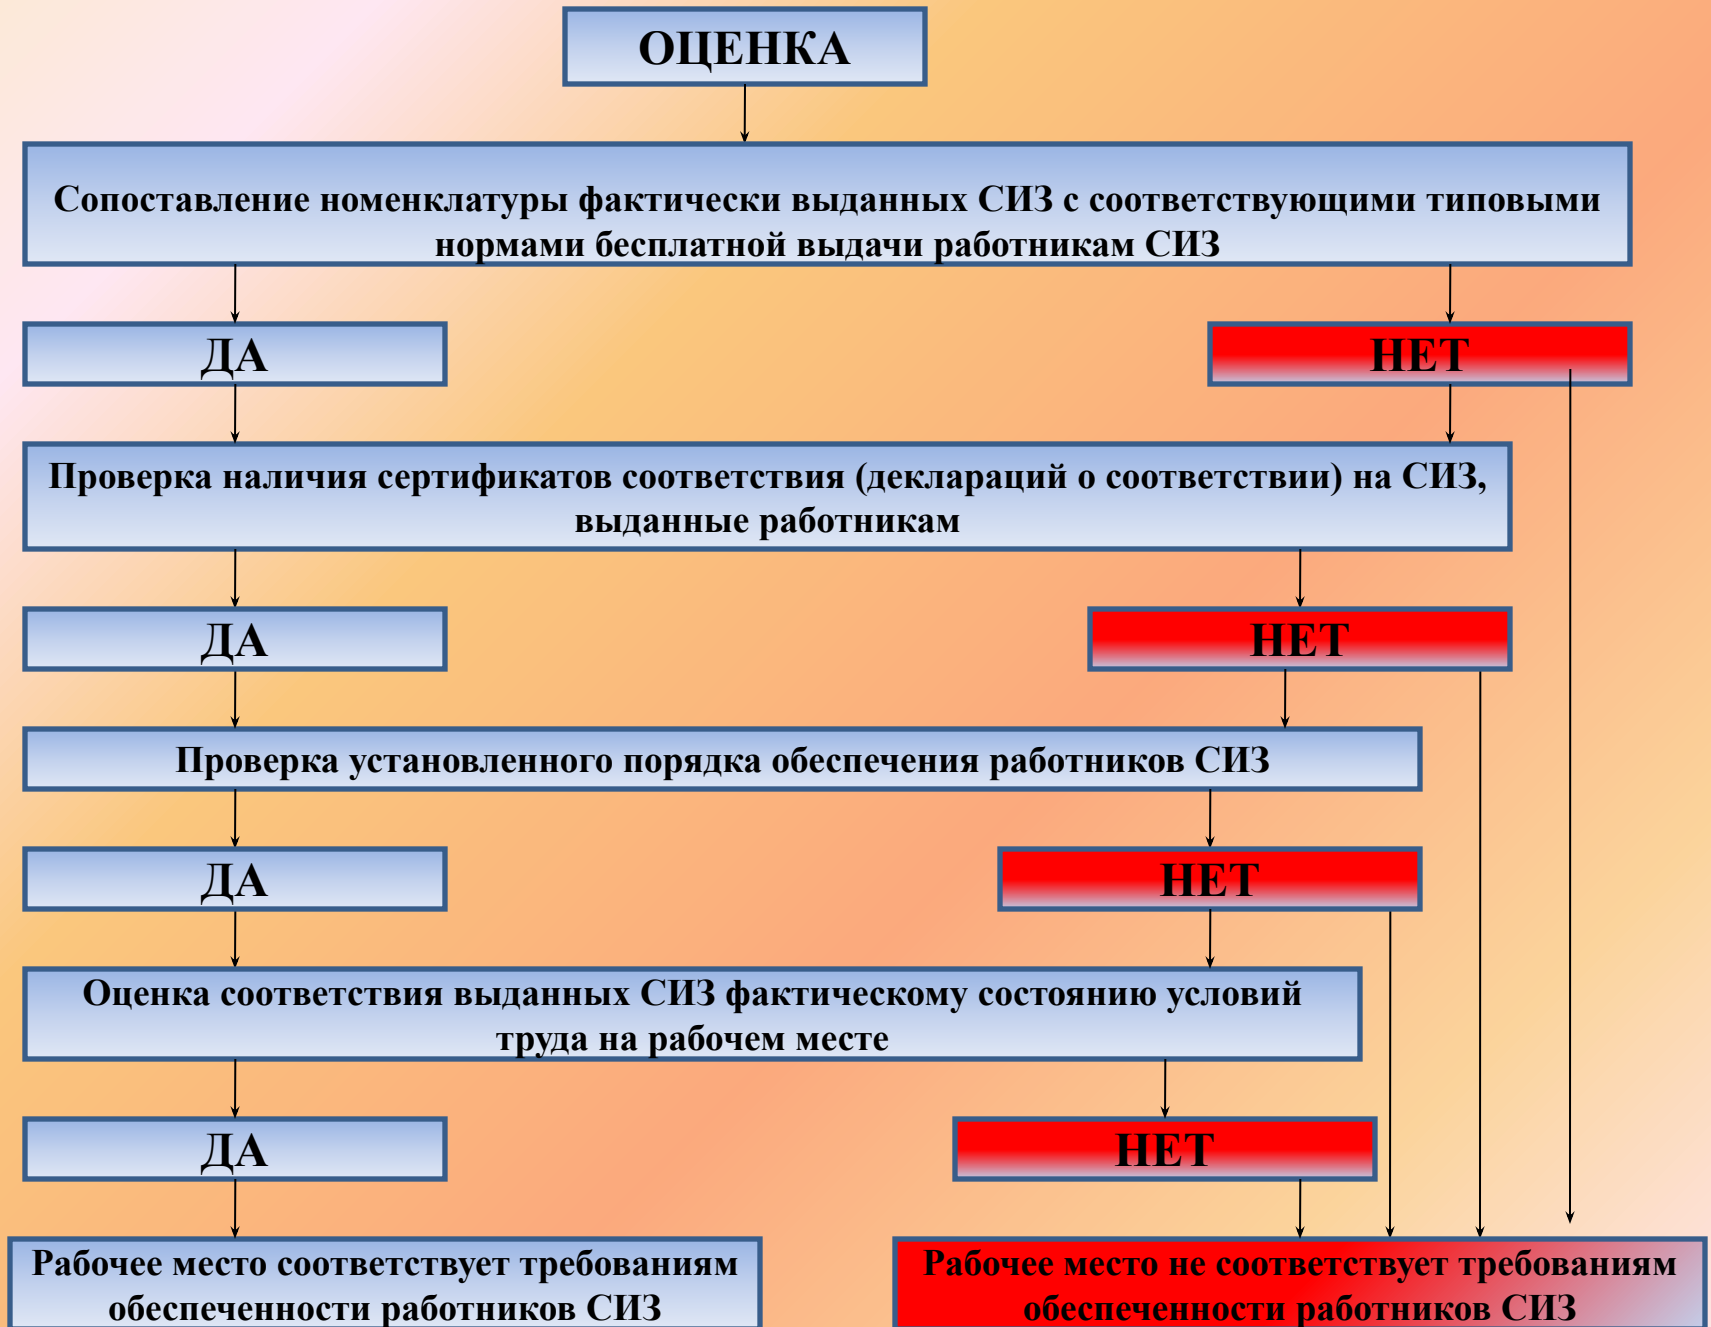 ОЦЕНКА
Сопоставление номенклатуры фактически выданных СИЗ с соответствующими типовыми
нормами бесплатной выдачи работникам СИЗ
ДА
НЕТ
Проверка наличия сертификатов соответствия (деклараций о соответствии) на СИЗ,
выданные работникам
ДА
НЕТ
Проверка установленного порядка обеспечения работников СИЗ
ДА
НЕТ
Оценка соответствия выданных СИЗ фактическому состоянию условий
труда на рабочем месте
ДА
НЕТ
Рабочее место соответствует требованиям
обеспеченности работников СИЗ
Рабочее место не соответствует требованиям
обеспеченности работников СИЗ